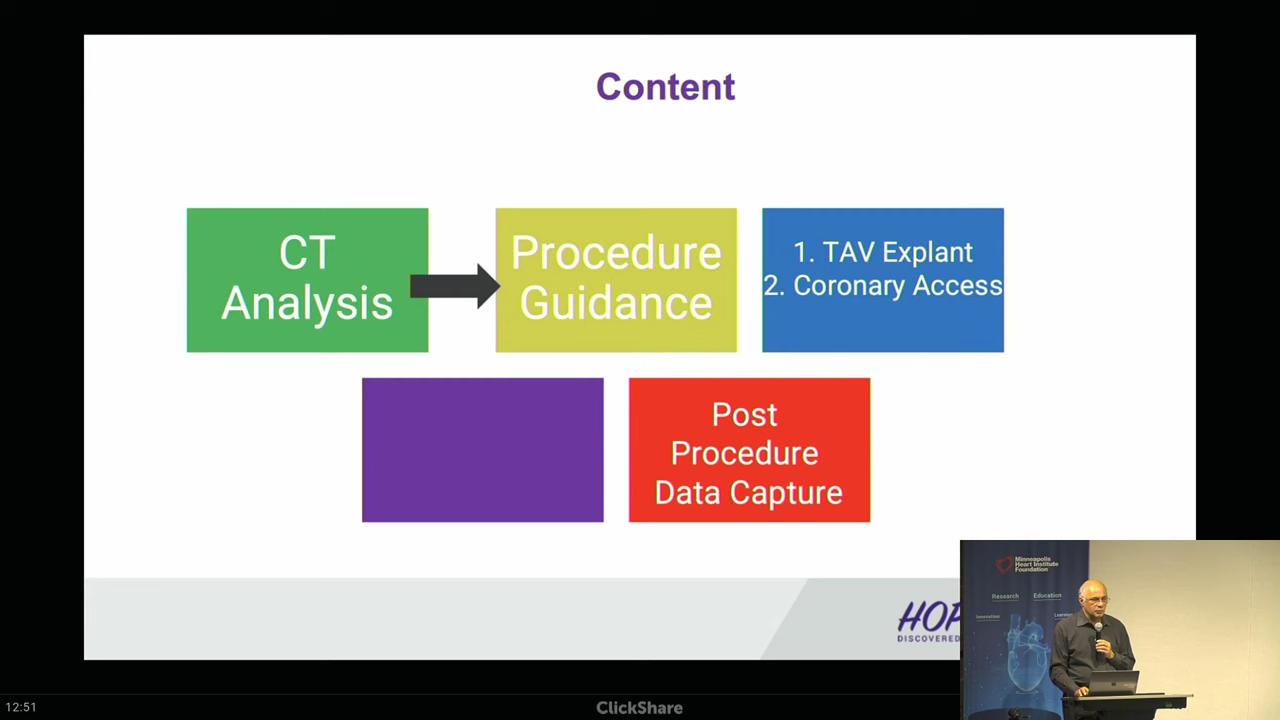 Content
CT
Analysis
Procedure
Guidance
1. TAV Explant
2. Coronary Access
Post
Procedure
Data Capture
DISCOVERED
Minneapolis
Heart Institute
Foundation
Research Education
Innovation
12:51
ClickShare